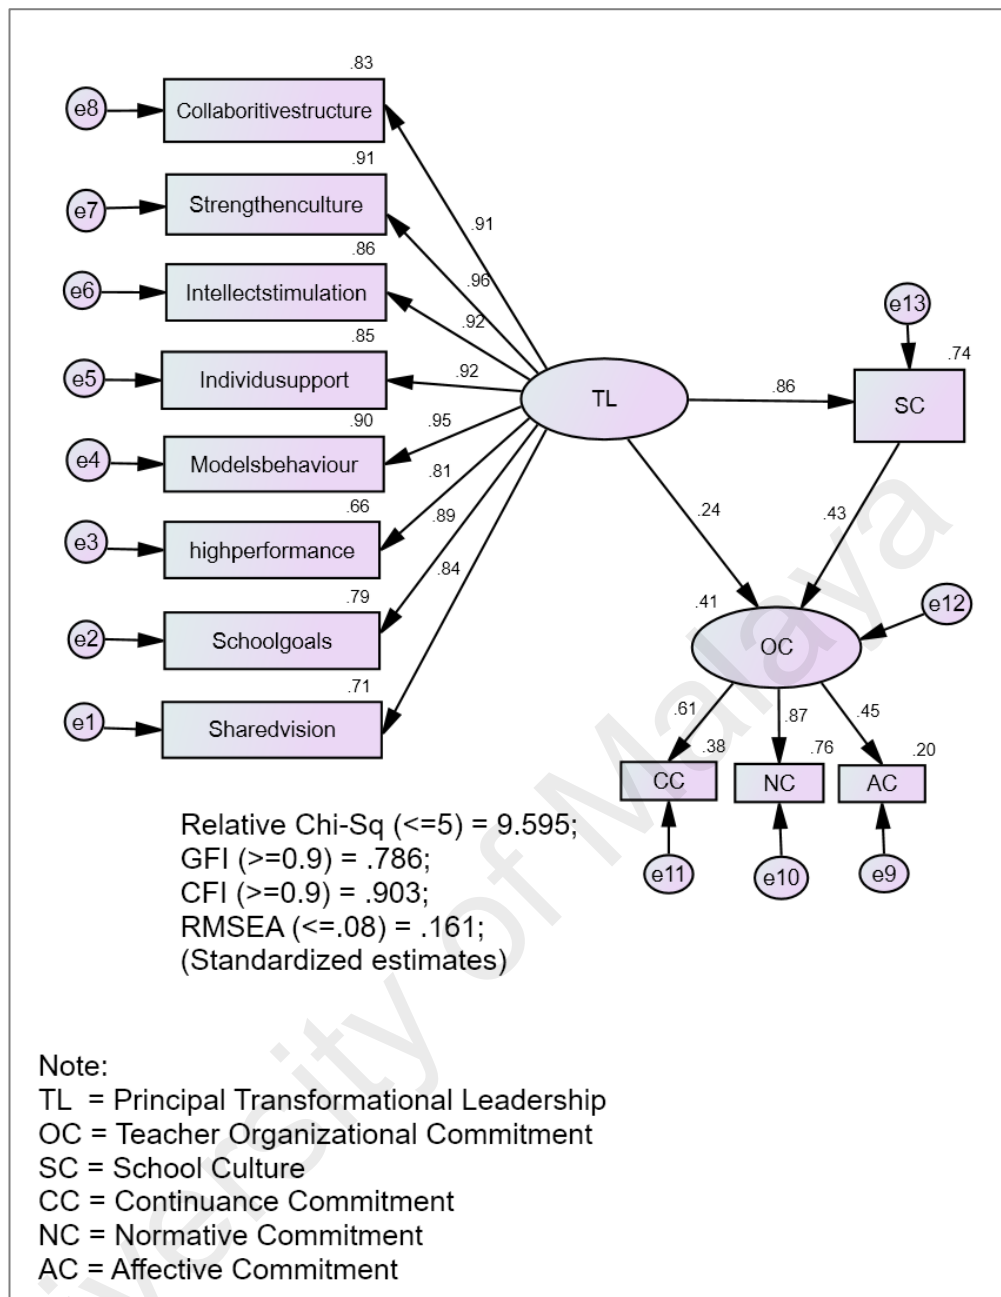 .83
e8
Collaboritivestructure
.91
e7
Strengthenculture
.91
.86
e6
Intellectstimulation
.96
.92
e13
.85
e5
Individusupport
.92
TL
.86
.74
SC
.90
e4
Modelsbehaviour
.95
.81
.66
e3
highperformance
.89
.24
.43
.84
.79
e2
Schoolgoals
.41
OC
e12
.71
e1
Sharedvision
.61
.87
.45
.38
.76
.20
CC
NC
AC
e11
e10
e9
Relative Chi-Sq (<=5) = 9.595;
GFI (>=0.9) = .786;
CFI (>=0.9) = .903;
RMSEA (<=.08) = .161;
(Standardized estimates)
Note:
TL = Principal Transformational Leadership
OC = Teacher Organizational Commitment
SC = School Culture
CC = Continuance Commitment
NC = Normative Commitment
AC = Affective Commitment
versity of Malaya